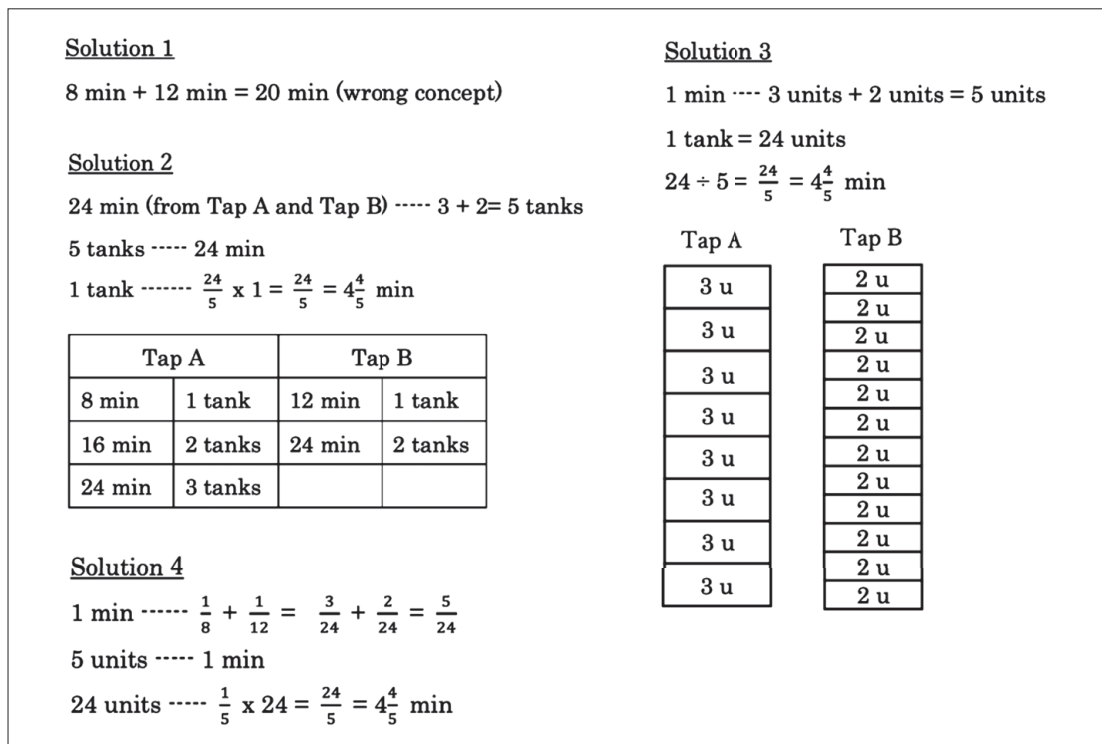 Solution 1
8 min + 12 min = 20 min (wrong concept)
Solution 2
24 min (from Tap A and Tap B) ----- 3 + 2= 5 tanks
5 tanks ----- 24 min
1 tank ------- 24/5 x 1 = 24/5 = 4 4/5 min
Tap A Tap B
8 min 1 tank 12 min 1 tank
16 min 2 tanks 24 min 2 tanks
24 min 3 tanks
Solution 4
1 min ------ 1/8 + 1/12 = 3/24 + 2/24 = 5/24
5 units ----- 1 min
24 units ----- 1/5 x 24 = 24/5 = 4 4/5 min
Solution 3
1 min ---- 3 units + 2 units = 5 units
1 tank = 24 units
24 ÷ 5 = 24/5 = 4 4/5 min
Tap A
3 u
3 u
3 u
3 u
3 u
3 u
3 u
3 u
Tap B
2 u
2 u
2 u
2 u
2 u
2 u
2 u
2 u
2 u
2 u
2 u
2 u